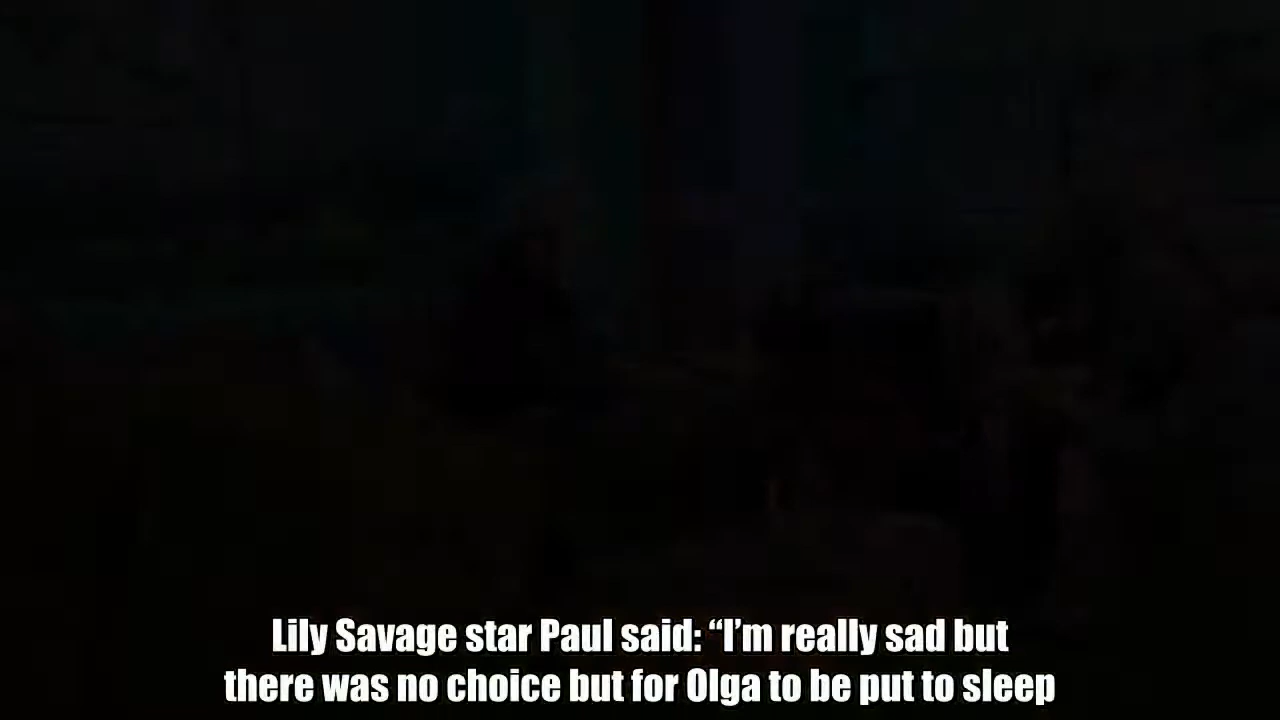 Lily Savage star Paul said: “I’m really sad but
there was no choice but for Olga to be put to sleep